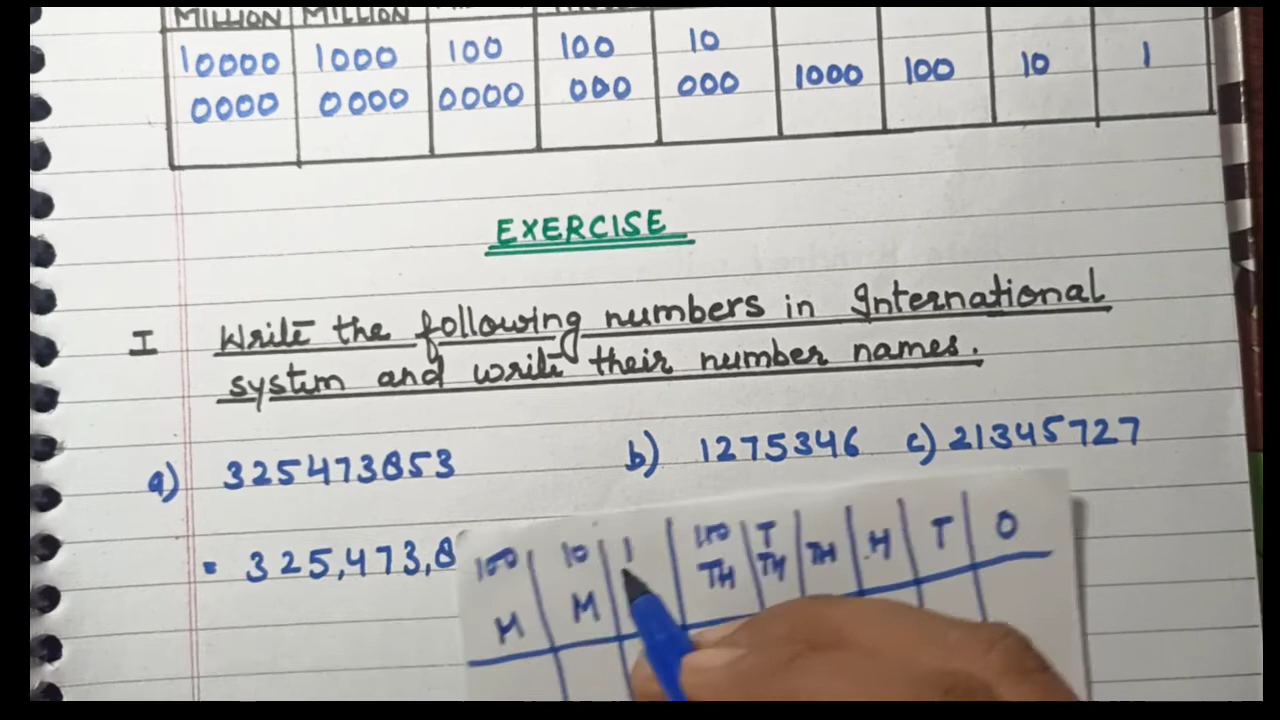 MILLION MILLION
10000 1000 100 100 10
0000 0000 0000 000 000 1000 100 10 1
EXERCISE
I Write the following numbers in International
system and write their number names.
a) 325473853 b) 1275346 c) 21345727
= 325,473,8
100 10 1 100 T TH H T O
M M TH TH